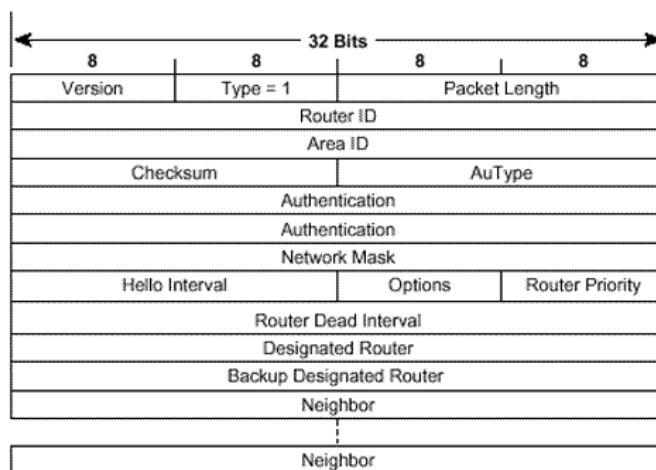 32 Bits
8 8 8 8
Version Type = 1 Packet Length
Router ID
Area ID
Checksum AuType
Authentication
Authentication
Network Mask
Hello Interval Options Router Priority
Router Dead Interval
Designated Router
Backup Designated Router
Neighbor
Neighbor